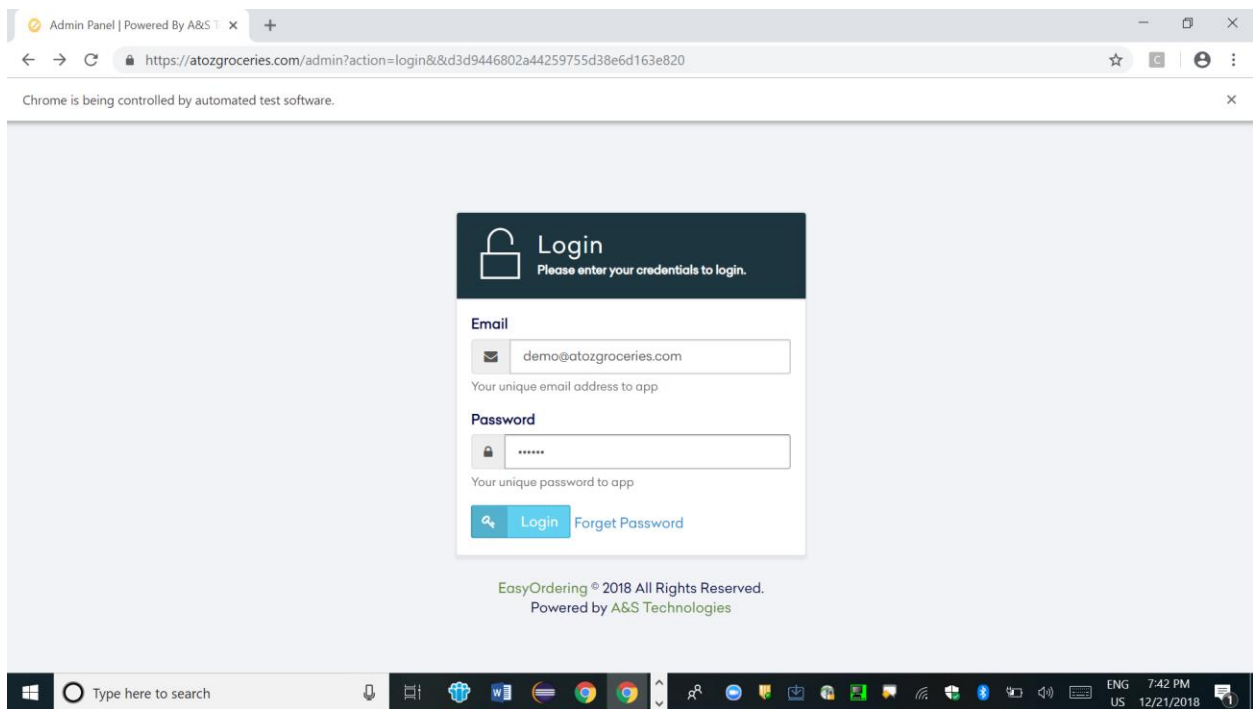 Admin Panel | Powered By A&S T
https://atozgroceries.com/admin?action=login&&d3d9446802a44259755d38e6d163e820
Chrome is being controlled by automated test software.
Login
Please enter your credentials to login.
Email
demo@atozgroceries.com
Your unique email address to app
Password
Your unique password to app
Login Forget Password
EasyOrdering © 2018 All Rights Reserved.
Powered by A&S Technologies
Type here to search
ENG 7:42 PM
US 12/21/2018